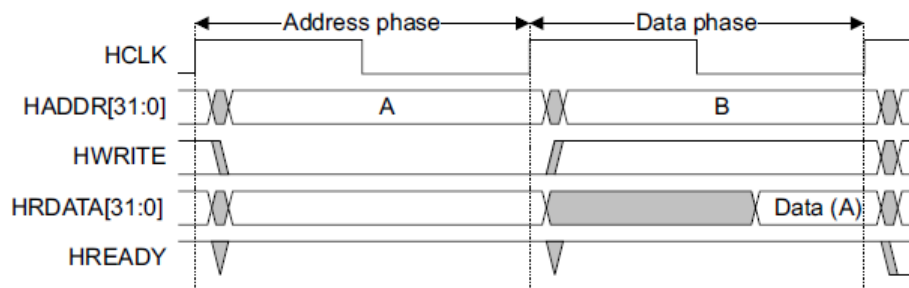 Address phase Data phase
HCLK
HADDR[31:0] A B
HWRITE
HRDATA[31:0] Data (A)
HREADY